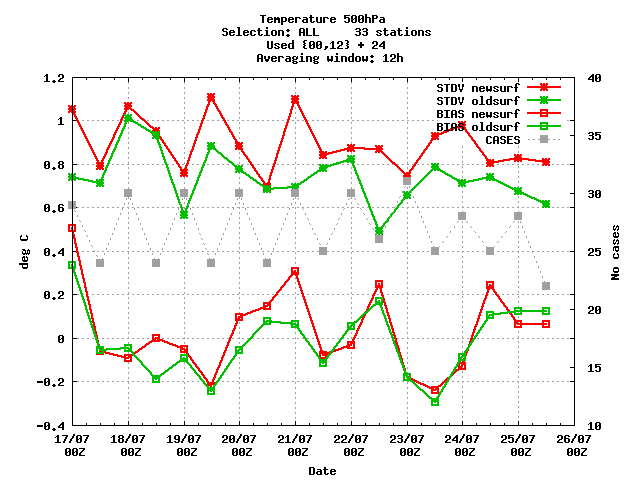 Temperature 500hPa
Selection: ALL     33 stations
Used {00,12} + 24
Averaging window: 12h
STDV newsurf
STDV oldsurf
BIAS newsurf
BIAS oldsurf
CASES
1,2
1
0,8
0,6
0,4
0,2
0
-0,2
-0,4
deg C
40
35
30
25
20
15
10
No cases
17/07 18/07 19/07 20/07 21/07 22/07 23/07 24/07 25/07 26/07
00Z 00Z 00Z 00Z 00Z 00Z 00Z 00Z 00Z 00Z
Date